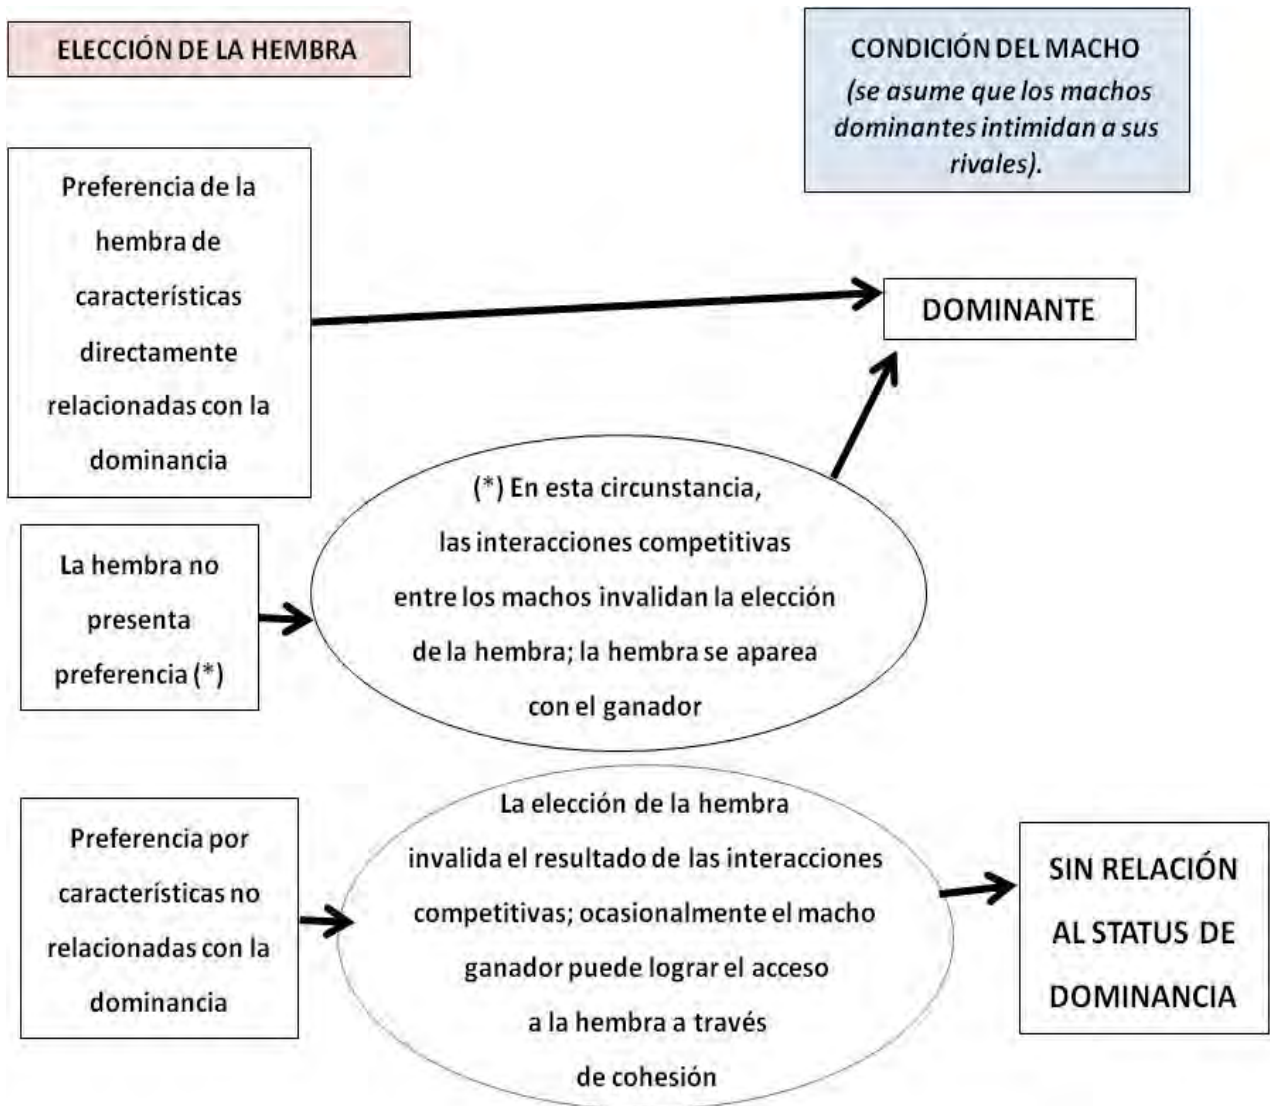 ELECCIÓN DE LA HEMBRA
CONDICIÓN DEL MACHO
(se asume que los machos
dominantes intimidan a sus
rivales).
Preferencia de la
hembra de
características
directamente
relacionadas con la
dominancia
DOMINANTE
(*) En esta circunstancia,
las interacciones competitivas
entre los machos invalidan la elección
de la hembra; la hembra se aparea
con el ganador
La hembra no
presenta
preferencia (*)
Preferencia por
características no
relacionadas con la
dominancia
La elección de la hembra
invalida el resultado de las interacciones
competitivas; ocasionalmente el macho
ganador puede lograr el acceso
a la hembra a través
de cohesión
SIN RELACIÓN
AL STATUS DE
DOMINANCIA